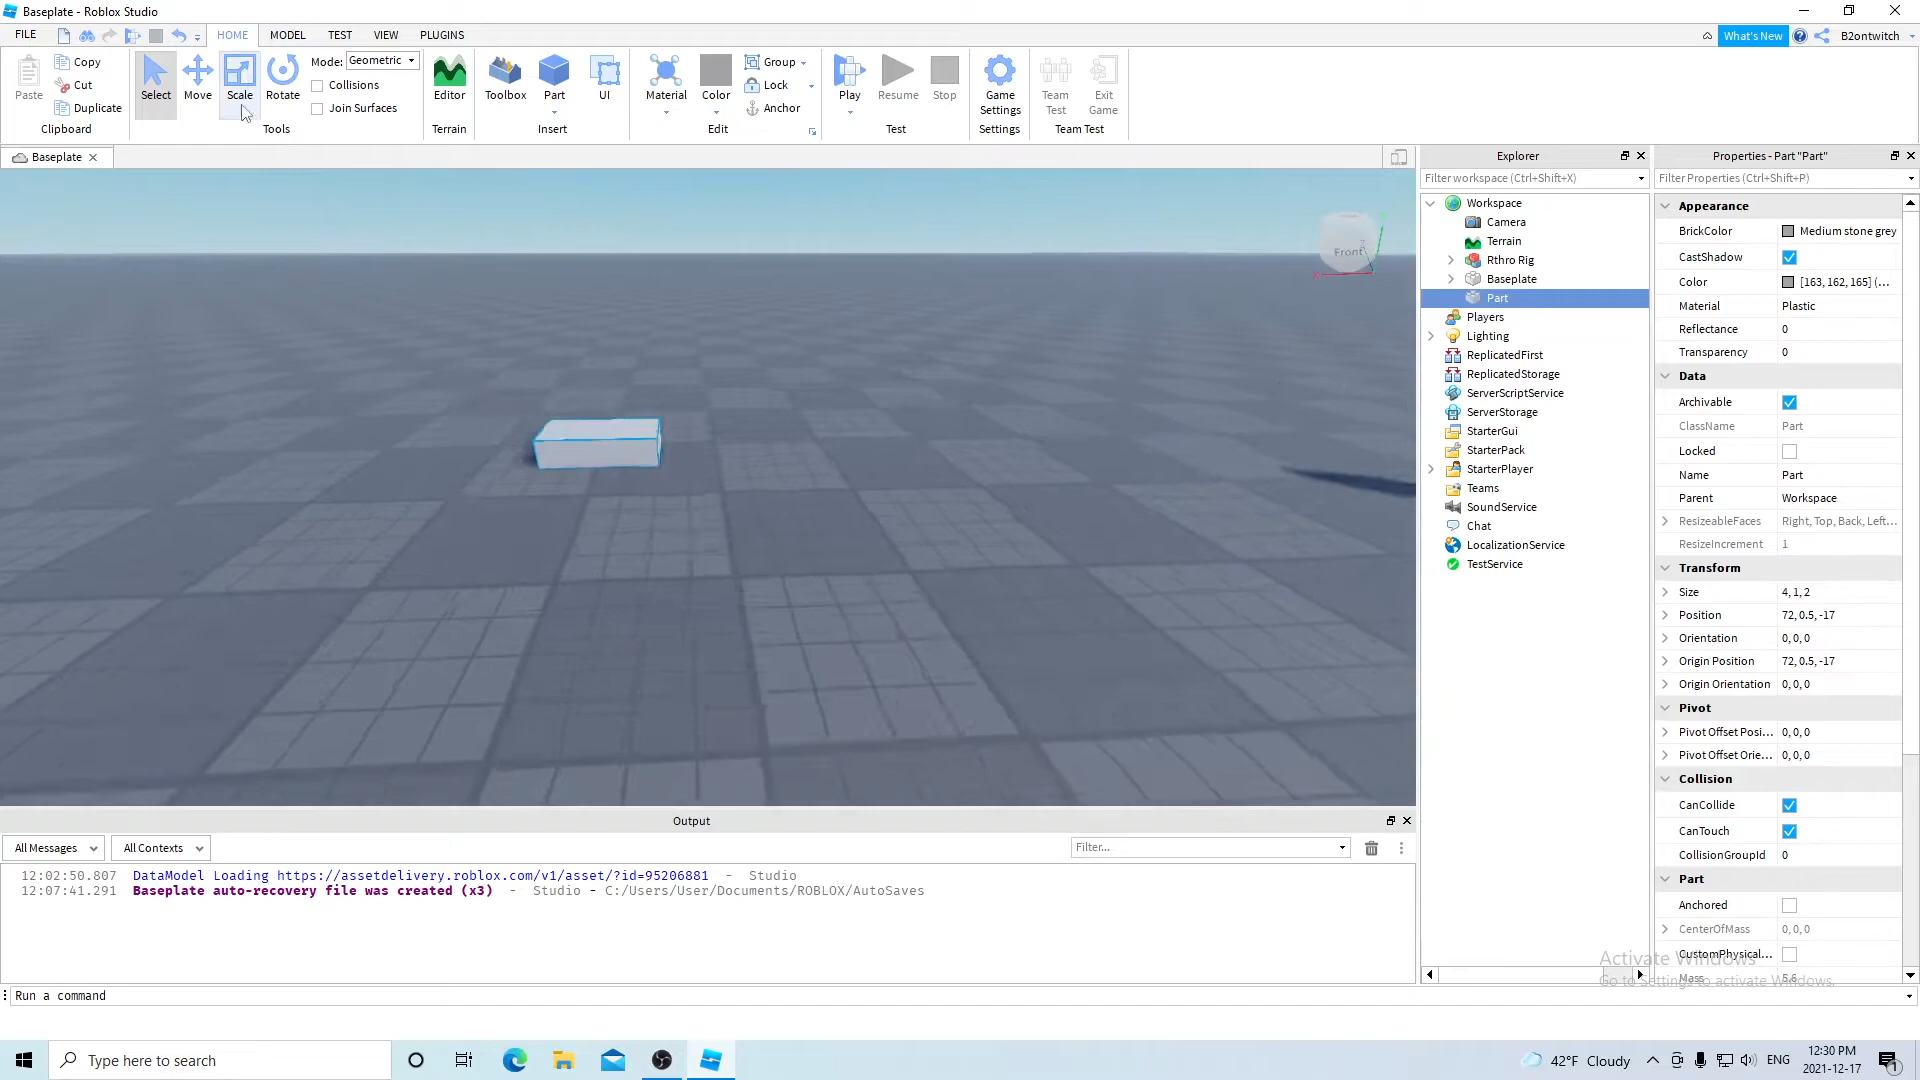 Baseplate - Roblox Studio
FILE HOME MODEL TEST VIEW PLUGINS What's New B2ontwitch
Paste Copy Cut Duplicate Clipboard
Select Move Scale Rotate Mode: Geometric Collisions Join Surfaces Tools
Editor Terrain
Toolbox Part UI Insert
Material Color Group Lock Anchor Edit
Play Resume Stop Test
Game Settings Settings
Team Test Exit Game Team Test
Baseplate
Front
X
Explorer
Filter workspace (Ctrl+Shift+X)
Workspace
Camera
Terrain
Rthro Rig
Baseplate
Part
Players
Lighting
ReplicatedFirst
ReplicatedStorage
ServerScriptService
ServerStorage
StarterGui
StarterPack
StarterPlayer
Teams
SoundService
Chat
LocalizationService
TestService
Properties - Part "Part"
Filter Properties (Ctrl+Shift+P)
Appearance
BrickColor Medium stone grey
CastShadow
Color [163, 162, 165] (...
Material Plastic
Reflectance 0
Transparency 0
Data
Archivable
ClassName Part
Locked
Name Part
Parent Workspace
ResizeableFaces Right, Top, Back, Left...
ResizeIncrement 1
Transform
Size 4, 1, 2
Position 72, 0.5, -17
Orientation 0, 0, 0
Origin Position 72, 0.5, -17
Origin Orientation 0, 0, 0
Pivot
Pivot Offset Posi... 0, 0, 0
Pivot Offset Orie... 0, 0, 0
Collision
CanCollide
CanTouch
CollisionGroupId 0
Part
Anchored
CenterOfMass 0, 0, 0
CustomPhysical...
Mass 5.6
Activate Windows
Go to Settings to activate Windows.
Output
All Messages All Contexts Filter...
12:02:50.807 DataModel Loading https://assetdelivery.roblox.com/v1/asset/?id=95206881 - Studio
12:07:41.291 Baseplate auto-recovery file was created (x3) - Studio - C:/Users/User/Documents/ROBLOX/AutoSaves
Run a command
Type here to search
42°F Cloudy ENG 12:30 PM
2021-12-17 1